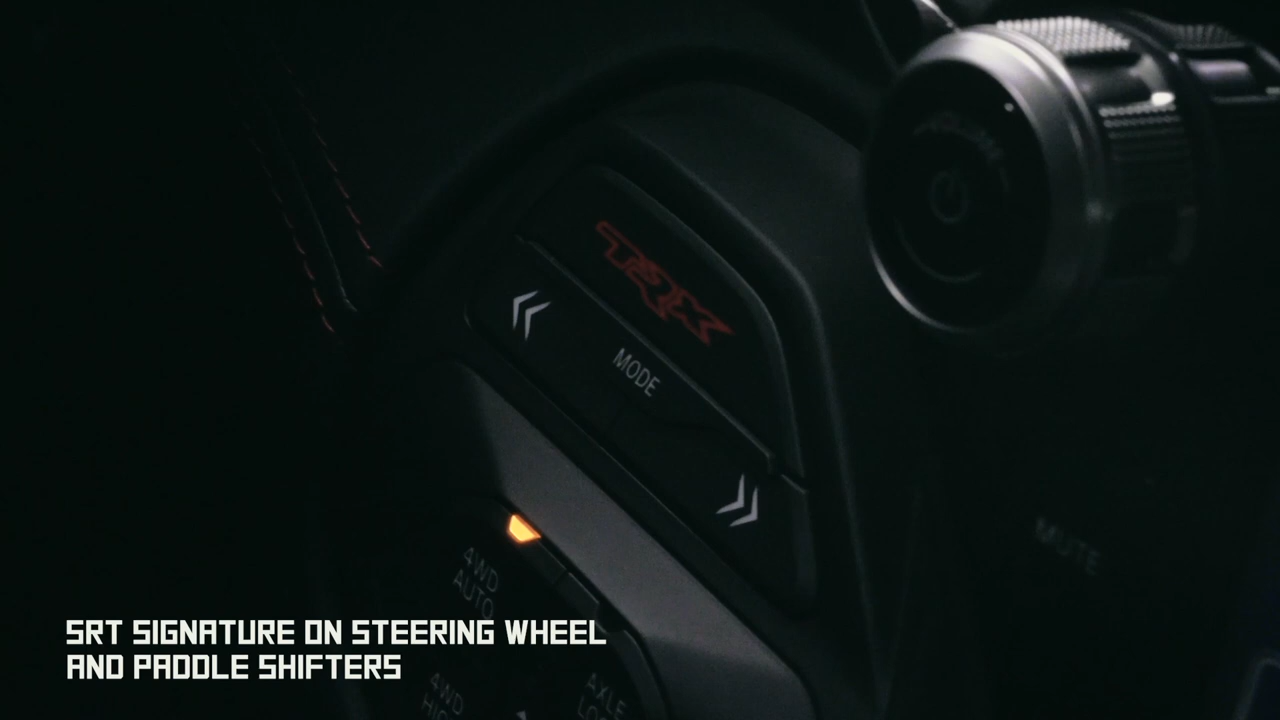 TRX
MODE
MUTE
4WD
AUTO
SRT SIGNATURE ON STEERING WHEEL
AND PADDLE SHIFTERS
4WD
AXLE